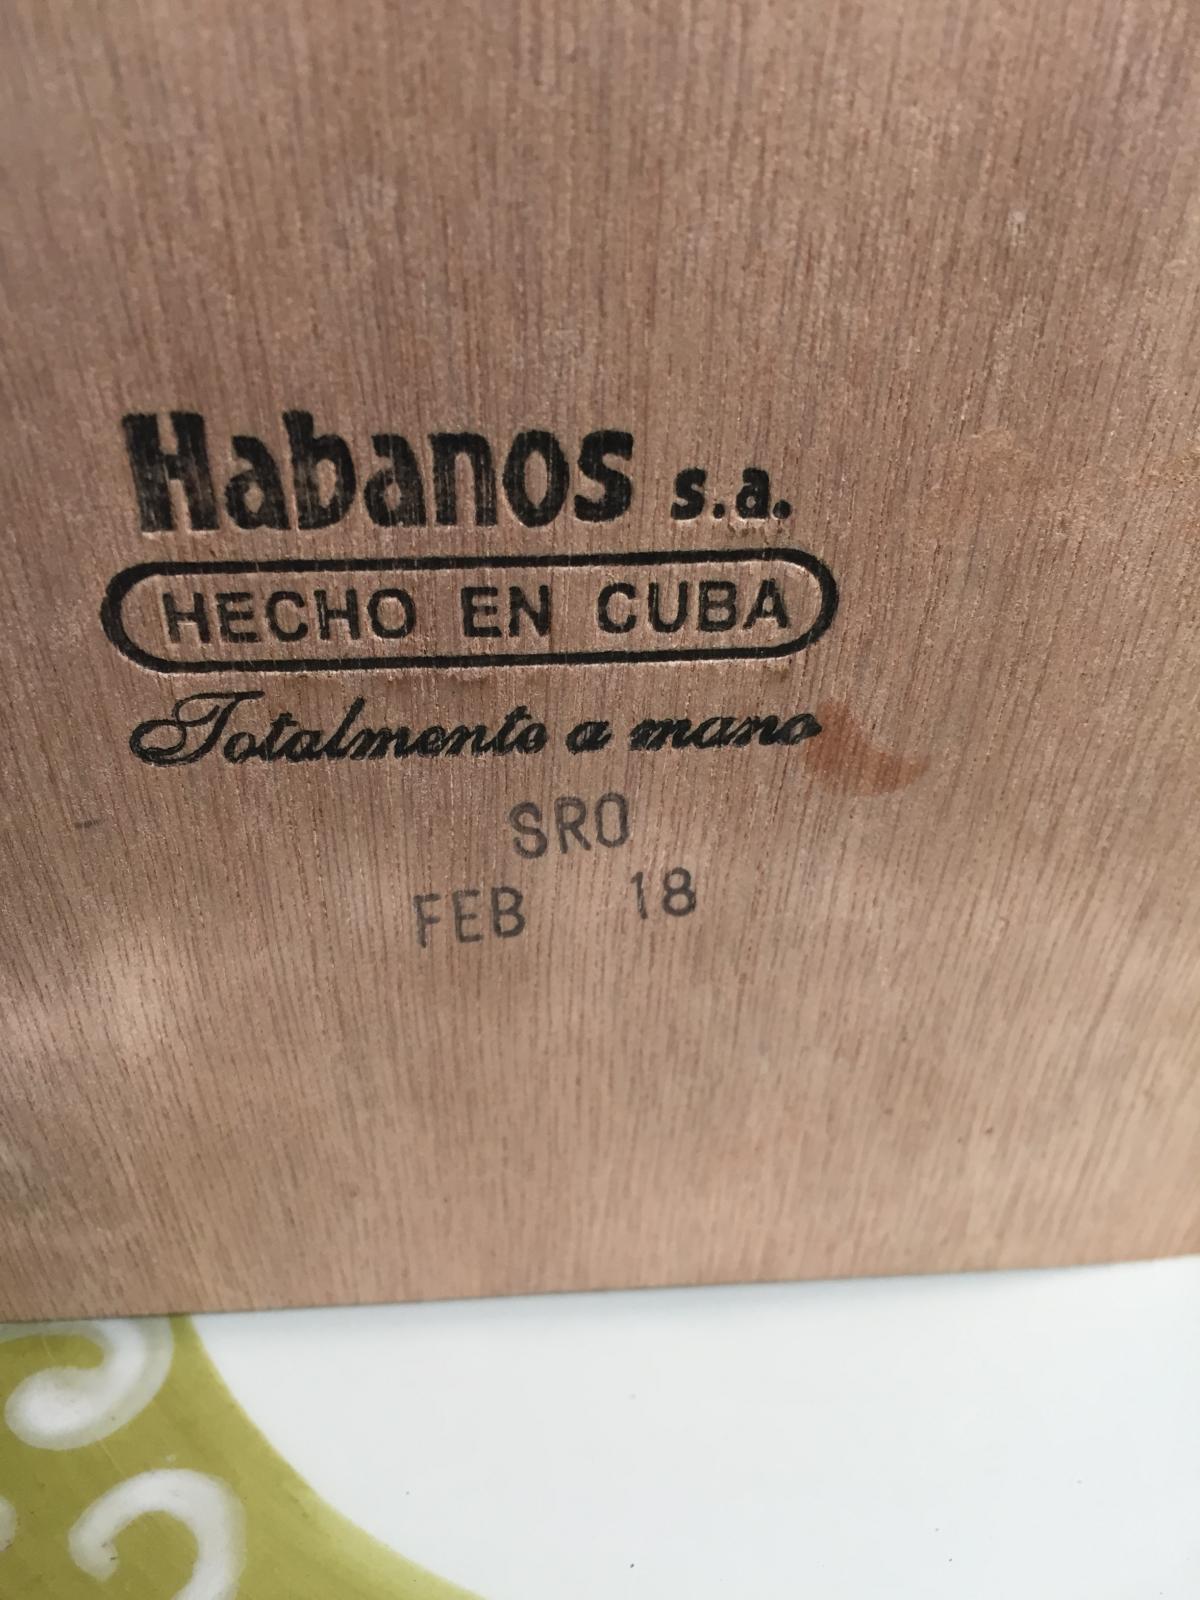 Habanos s.a.
HECHO EN CUBA
Totalmente a mano
SRO
FEB 18